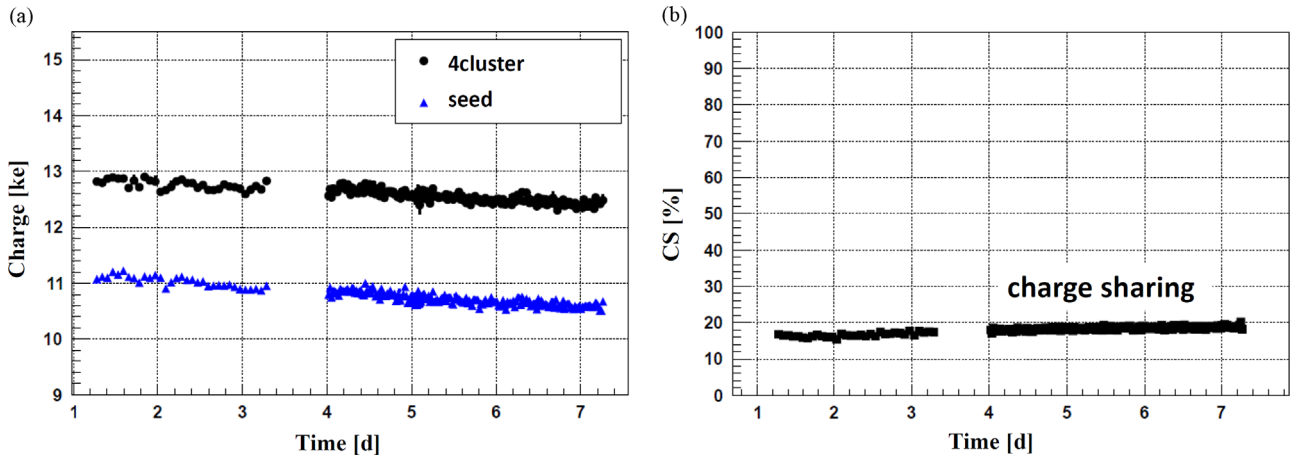 (a)
15
14
13
12
11
10
9
Charge [ke]
4cluster
seed
1 2 3 4 5 6 7
Time [d]
(b)
100
90
80
70
60
50
40
30
20
10
0
CS [%]
charge sharing
1 2 3 4 5 6 7
Time [d]